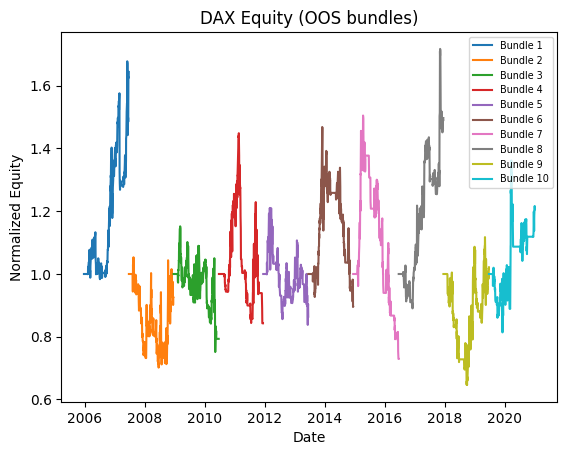 DAX Equity (OOS bundles)
Bundle 1
Bundle 2
Bundle 3
Bundle 4
Bundle 5
Bundle 6
Bundle 7
Bundle 8
Bundle 9
Bundle 10
Normalized Equity
1.6
1.4
1.2
1.0
0.8
0.6
2006 2008 2010 2012 2014 2016 2018 2020
Date